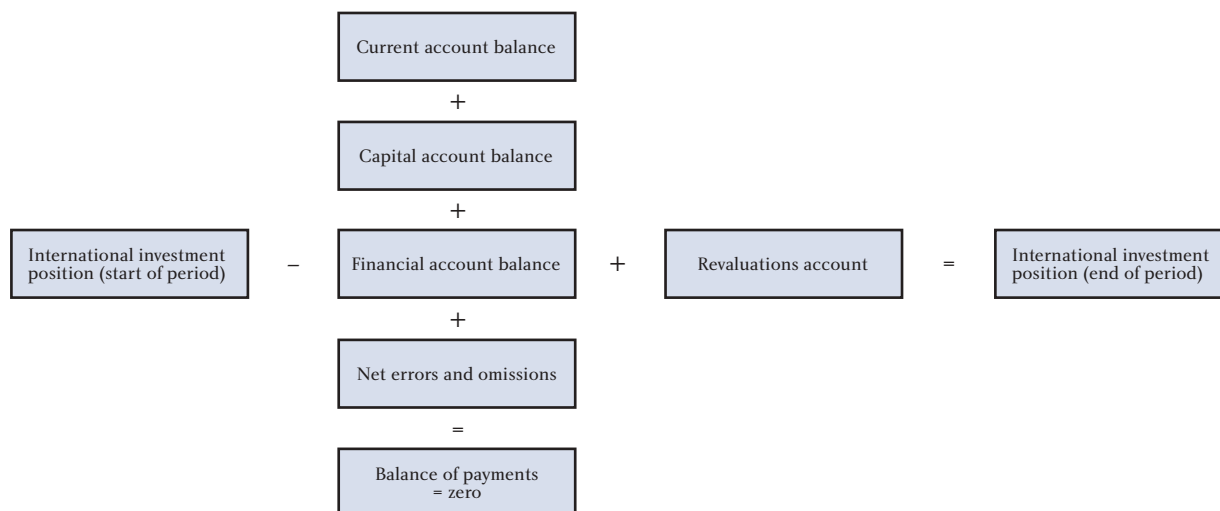 Current account balance
+
Capital account balance
+
International investment
position (start of period)
–
Financial account balance
+
Revaluations account
=
International investment
position (end of period)
+
Net errors and omissions
=
Balance of payments
= zero